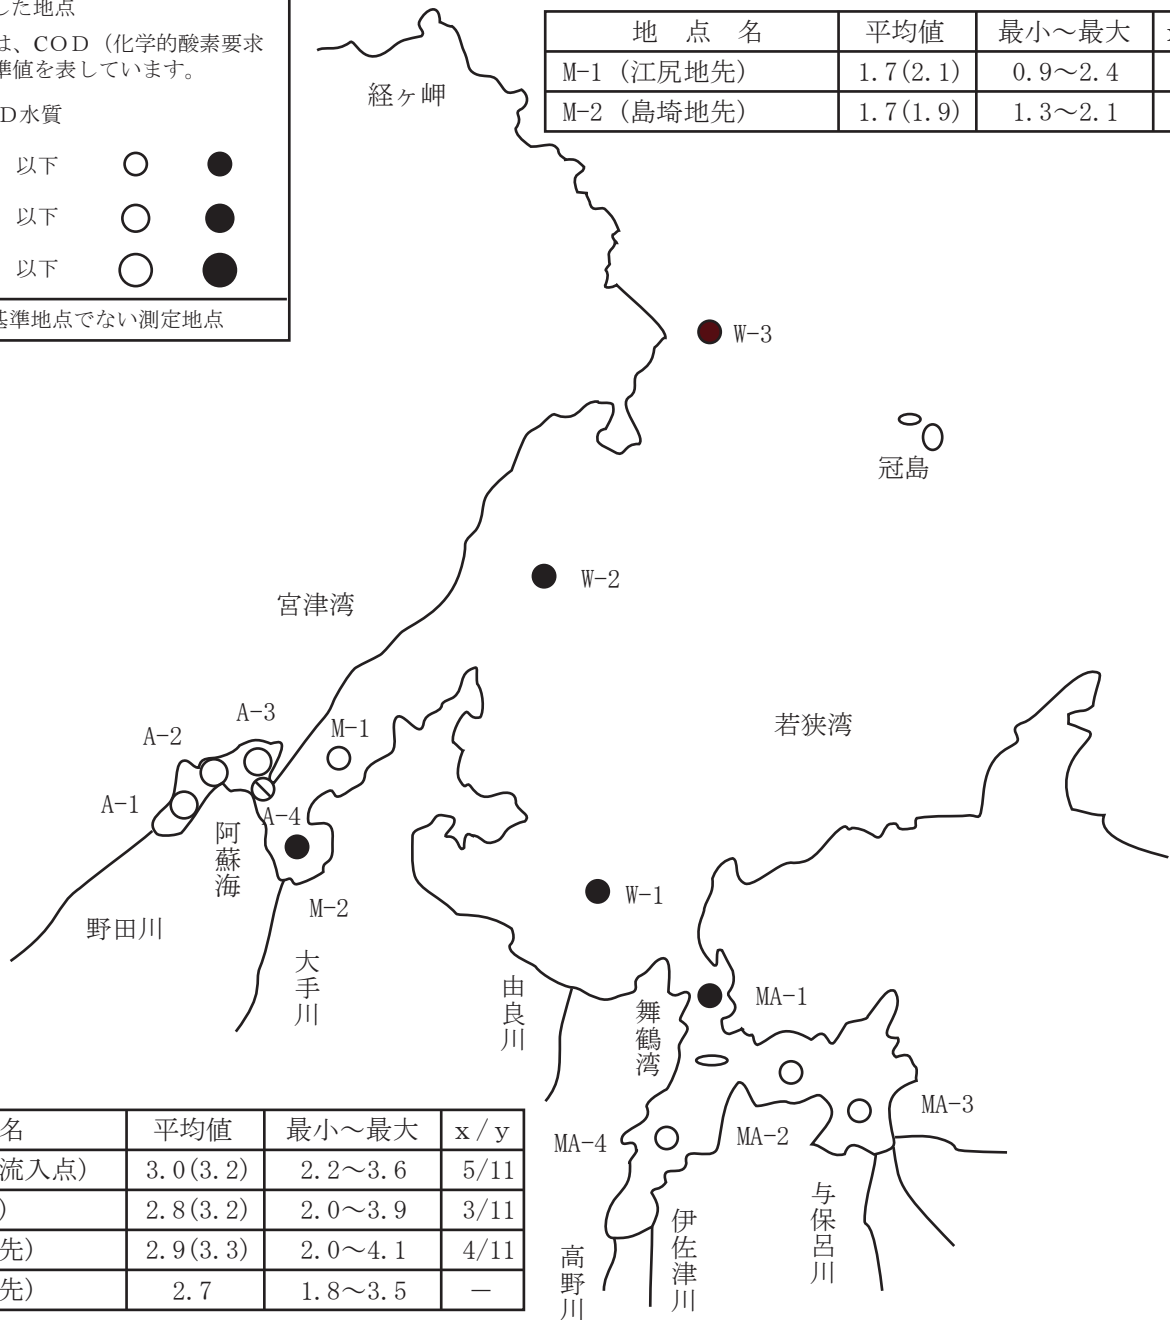 した地点
は、COD（化学的酸素要求
準値を表しています。
D水質
以下
以下
以下
基準地点でない測定地点
地　点　名 平均値 最小～最大
M-1（江尻地先） 1.7(2.1) 0.9～2.4
M-2（島埼地先） 1.7(1.9) 1.3～2.1
経ヶ岬
W-3
冠島
W-2
宮津湾
A-3
M-1
A-2
若狭湾
A-1
A-4
阿蘇海
W-1
M-2
野田川
大手川
由良川
MA-1
舞鶴湾
MA-3
MA-2
MA-4
与保呂川
伊佐津川
高野川
名 平均値 最小～最大 x/y
流入点） 3.0(3.2) 2.2～3.6 5/11
） 2.8(3.2) 2.0～3.9 3/11
先） 2.9(3.3) 2.0～4.1 4/11
先） 2.7 1.8～3.5 －